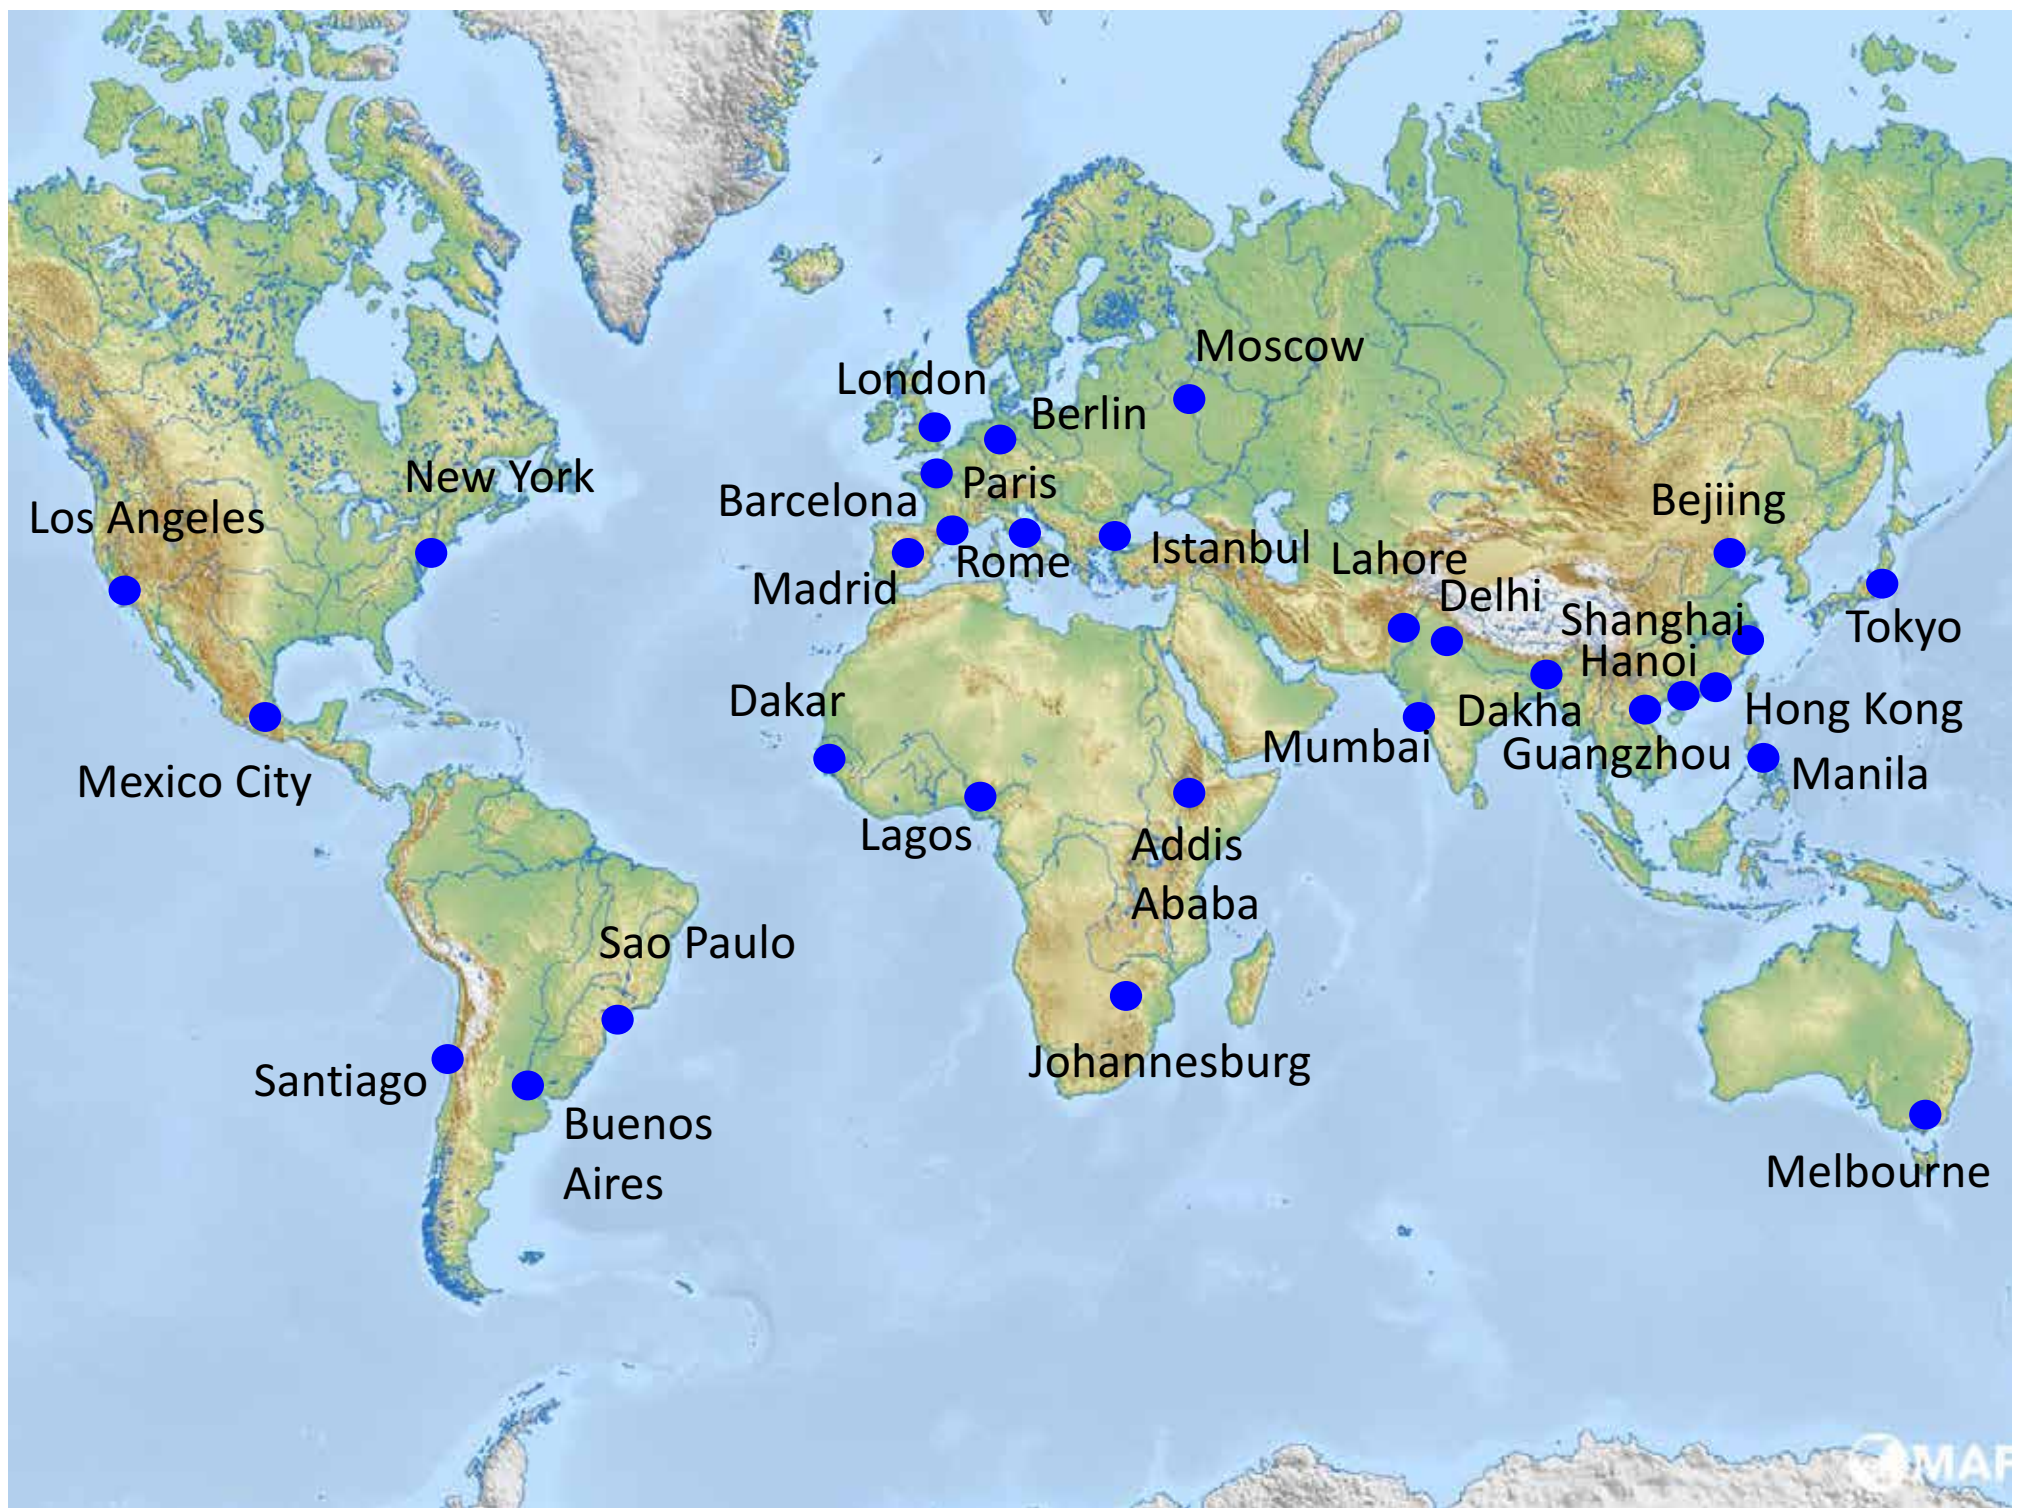 Moscow
London
Berlin
New York
Paris
Barcelona
Los Angeles
Bejiing
Istanbul
Lahore
Rome
Madrid
Delhi
Shanghai
Tokyo
Hanoi
Dakar
Dakha
Hong Kong
Mumbai
Guangzhou
Manila
Mexico City
Lagos
Addis
Ababa
Sao Paulo
Johannesburg
Santiago
Buenos
Aires
Melbourne
MAP